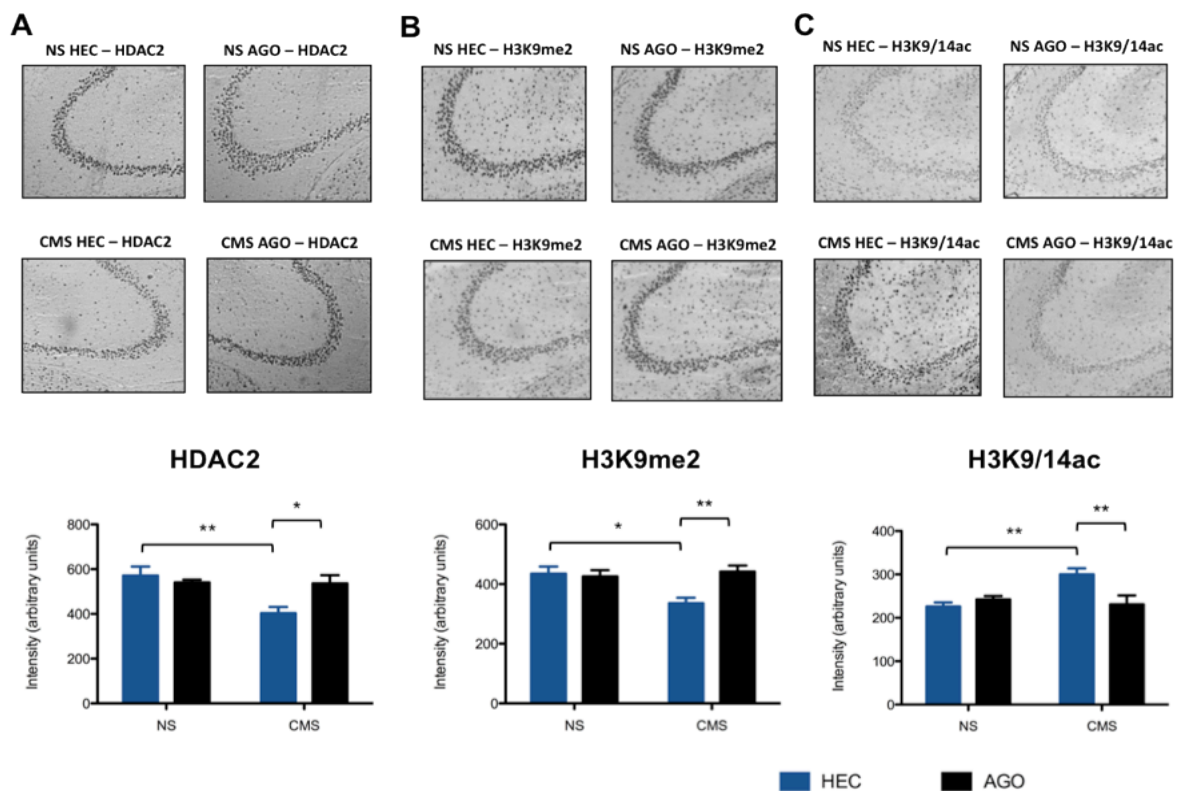 A
B
C
NS HEC – HDAC2
NS AGO – HDAC2
NS HEC – H3K9me2
NS AGO – H3K9me2
NS HEC – H3K9/14ac
NS AGO – H3K9/14ac
CMS HEC – HDAC2
CMS AGO – HDAC2
CMS HEC – H3K9me2
CMS AGO – H3K9me2
CMS HEC – H3K9/14ac
CMS AGO – H3K9/14ac
HDAC2
Intensity (arbitrary units)
800
600
400
200
0
**
*
NS
CMS
H3K9me2
Intensity (arbitrary units)
600
400
200
0
*
**
NS
CMS
H3K9/14ac
Intensity (arbitrary units)
400
300
200
100
0
**
**
NS
CMS
HEC
AGO